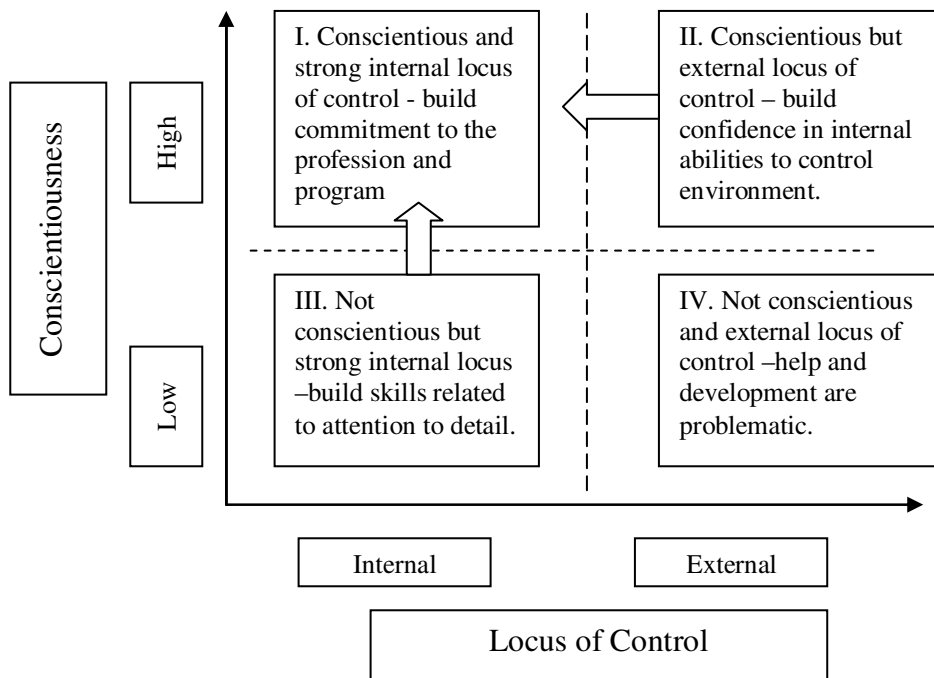 Conscientiousness
High
Low
I. Conscientious and
strong internal locus
of control - build
commitment to the
profession and
program
II. Conscientious but
external locus of
control – build
confidence in internal
abilities to control
environment.
III. Not
conscientious but
strong internal locus
–build skills related
to attention to detail.
IV. Not conscientious
and external locus of
control –help and
development are
problematic.
Internal
External
Locus of Control